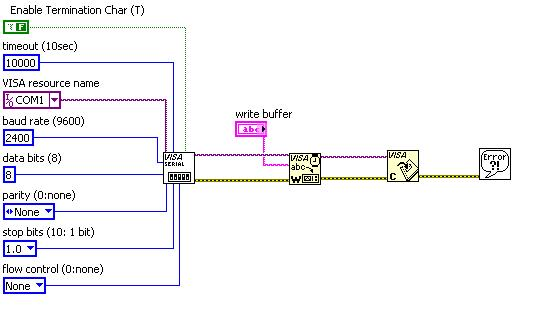 Enable Termination Char (T)
F
timeout (10sec)
10000
VISA resource name
I/O COM1
baud rate (9600)
2400
data bits (8)
8
parity (0:none)
None
stop bits (10: 1 bit)
1.0
flow control (0:none)
None
VISA
SERIAL
write buffer
abc
VISA
abc
W
VISA
C
Error
?!